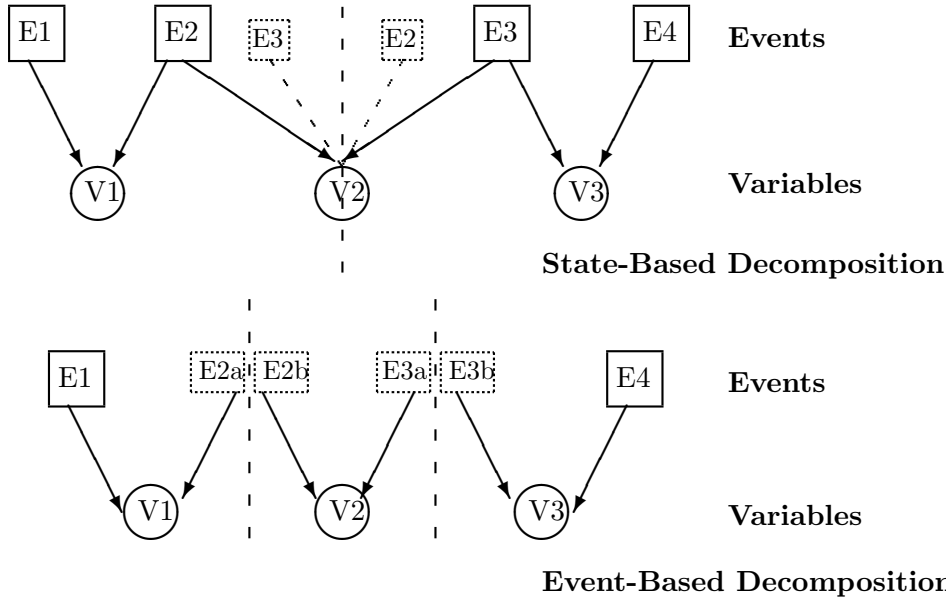 E1 E2 E3 E2 E3 E4 Events
V1 V2 V3 Variables
State-Based Decomposition
E1 E2a E2b E3a E3b E4 Events
V1 V2 V3 Variables
Event-Based Decomposition